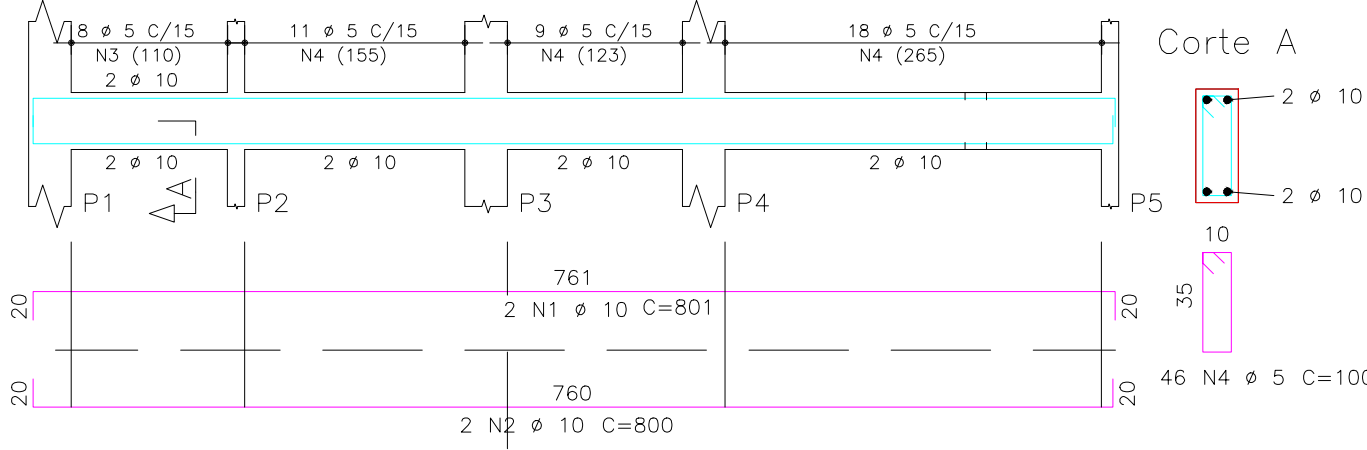 8 ø 5 C/15
11 ø 5 C/15
9 ø 5 C/15
18 ø 5 C/15
N3 (110)
N4 (155)
N4 (123)
N4 (265)
Corte A
2 ø 10
2 ø 10
2 ø 10
2 ø 10
2 ø 10
2 ø 10
A
2 ø 10
P1
P2
P3
P4
P5
10
761
20
2 N1 ø 10 C=801
20
35
20
760
20
46 N4 ø 5 C=100
2 N2 ø 10 C=800